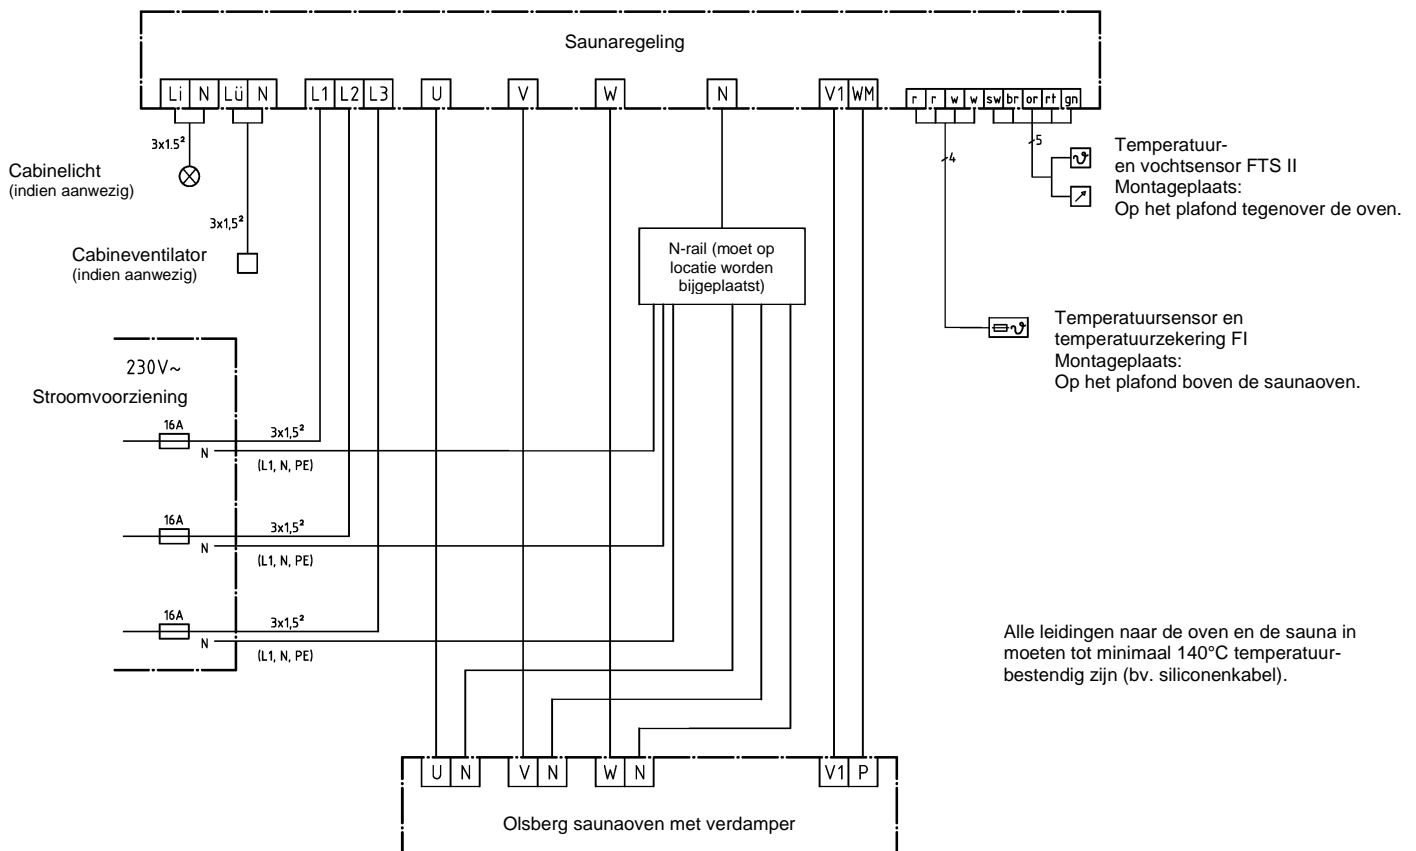 Saunaregeling
Li N Lü N L1 L2 L3 U V W N V1 WM r r w w sw br or rt gn
3x1.5²
4
5
Temperatuur-
en vochtsensor FTS II
Montageplaats:
Op het plafond tegenover de oven.
Cabinelicht
(indien aanwezig)
3x1,5²
Cabineventilator
(indien aanwezig)
N-rail (moet op
locatie worden
bijgeplaatst)
Temperatuursensor en
temperatuurzekering FI
Montageplaats:
Op het plafond boven de saunaoven.
230V~
Stroomvoorziening
16A
3x1,5²
N
(L1, N, PE)
16A
3x1,5²
N
(L1, N, PE)
16A
3x1,5²
N
(L1, N, PE)
Alle leidingen naar de oven en de sauna in
moeten tot minimaal 140°C temperatuur-
bestendig zijn (bv. siliconenkabel).
U N V N W N V1 P
Olsberg saunaoven met verdamper